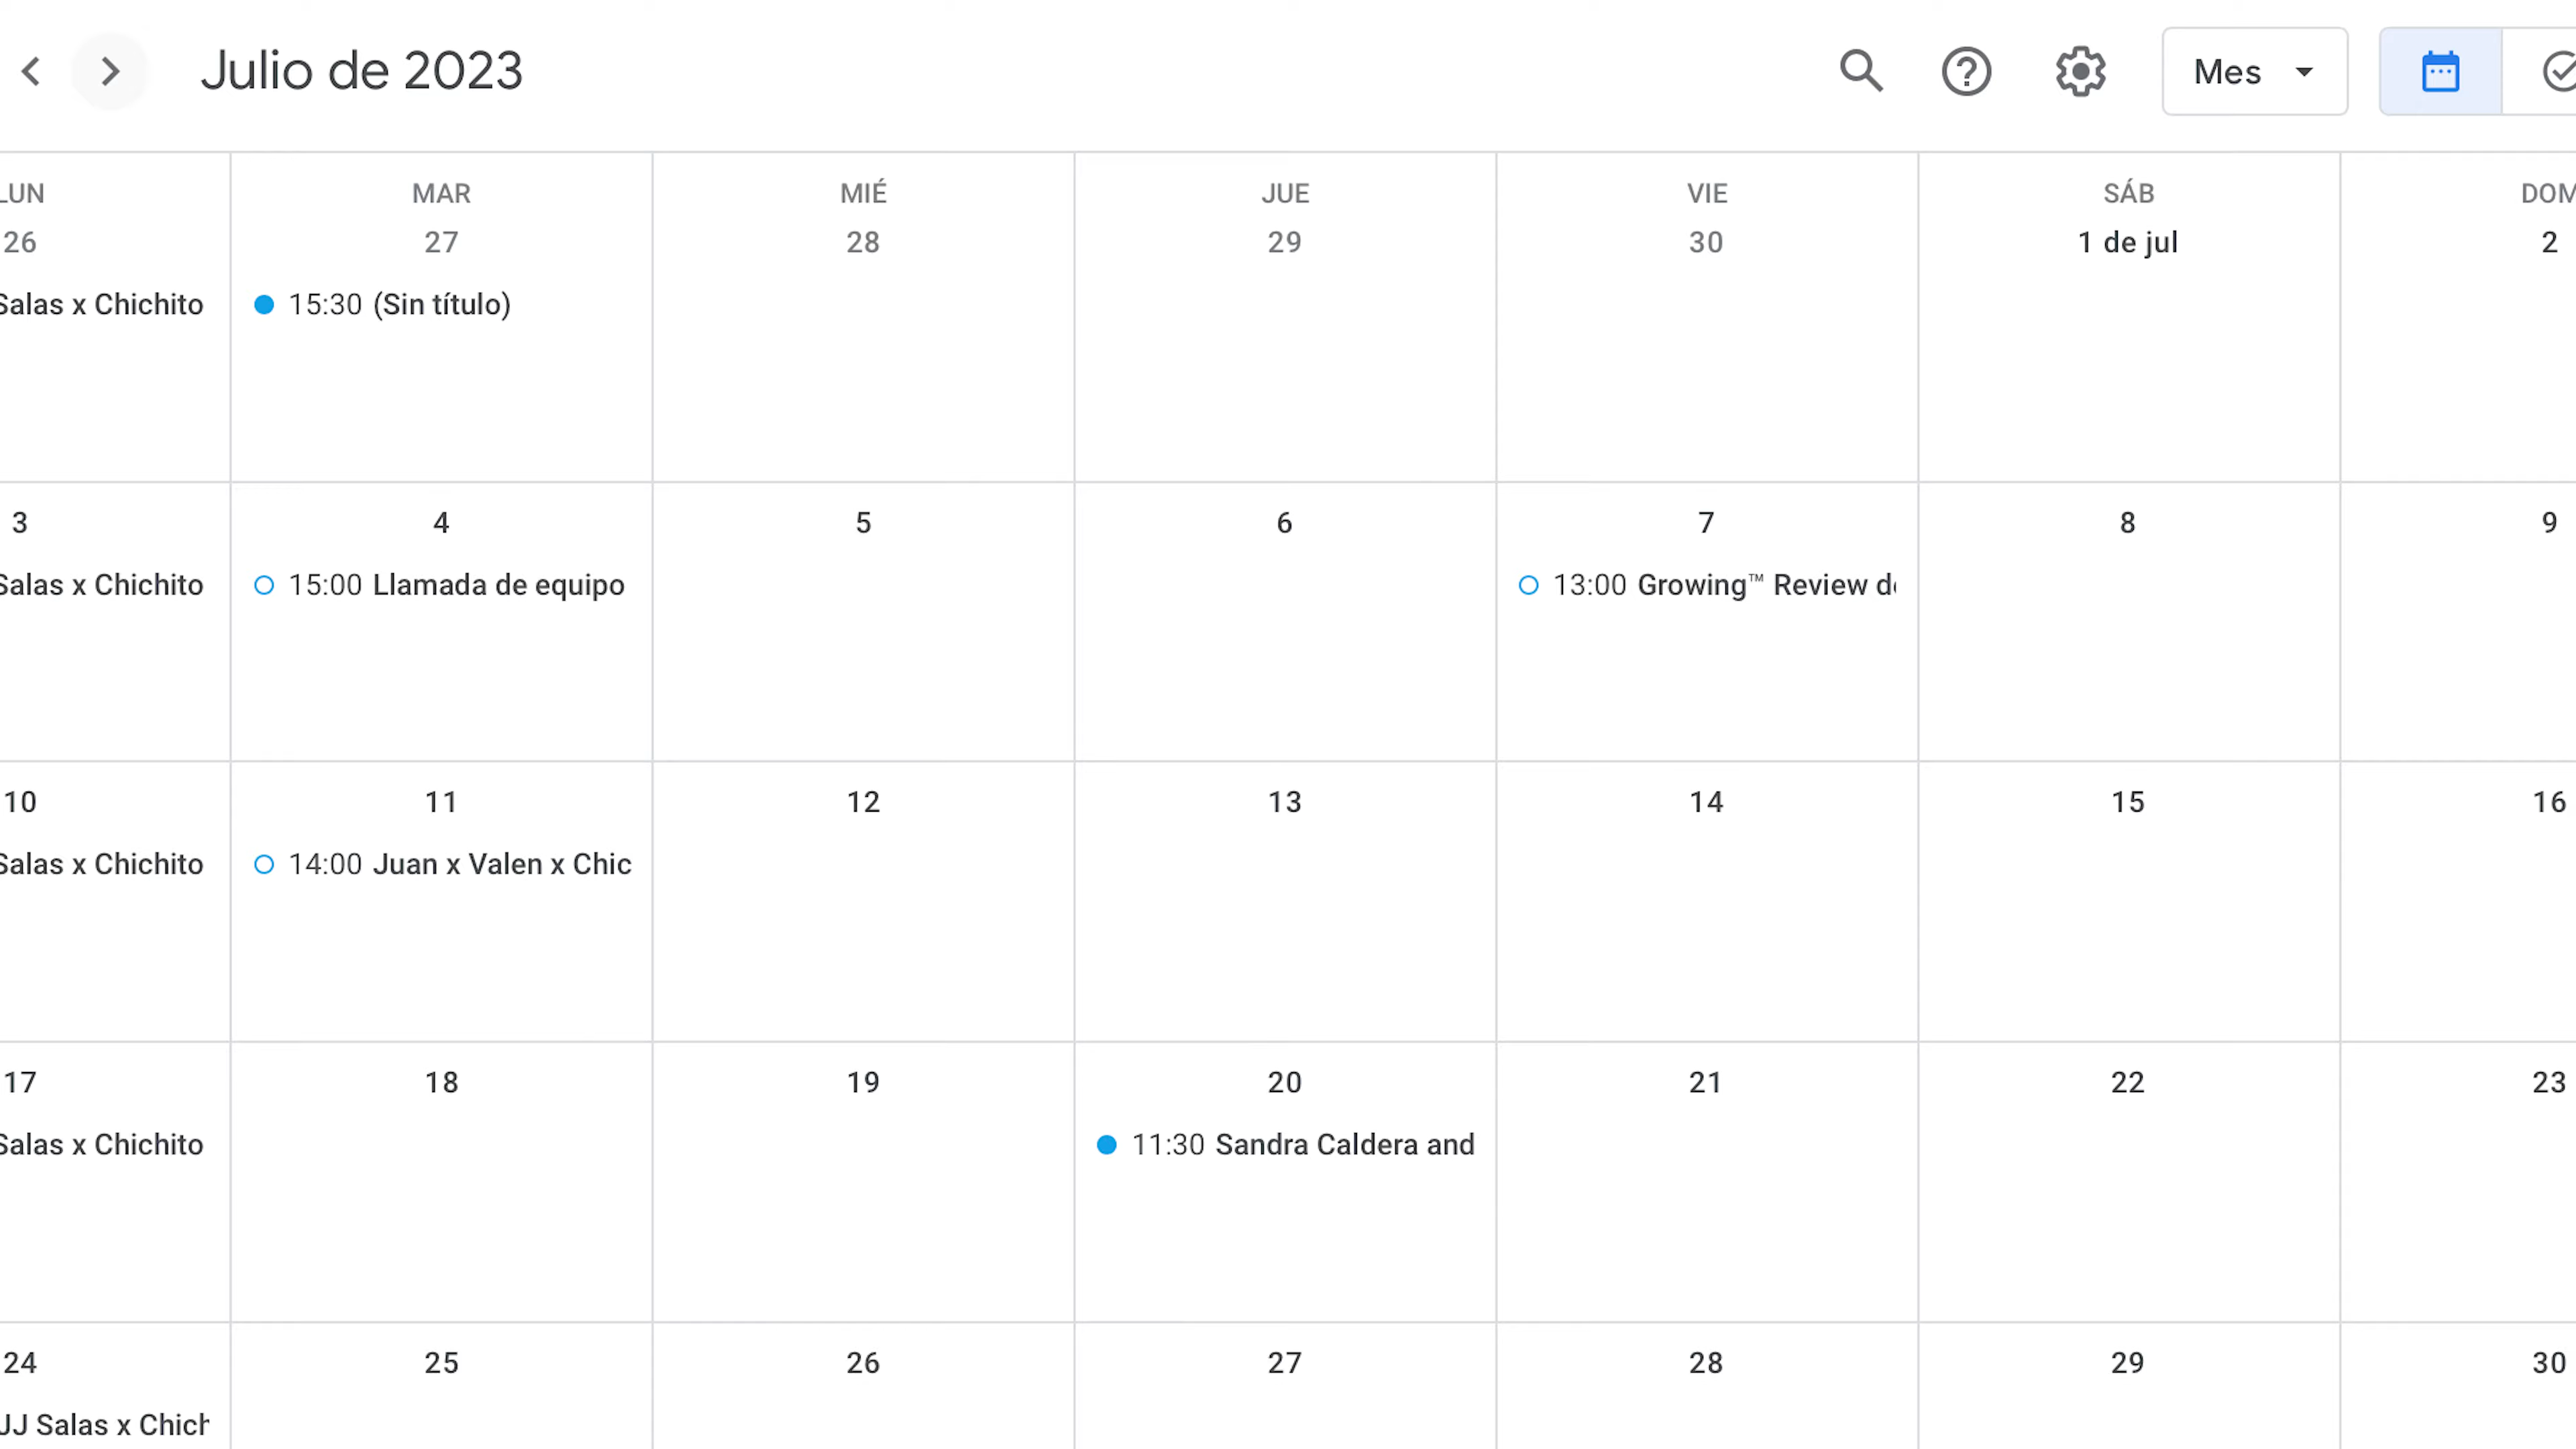 Julio de 2023
Mes
LUN MAR MIÉ JUE VIE SÁB DOM
26 27 28 29 30 1 de jul 2
Salas x Chichito 15:30 (Sin título)
3 4 5 6 7 8 9
Salas x Chichito 15:00 Llamada de equipo 13:00 Growing™ Review
10 11 12 13 14 15 16
Salas x Chichito 14:00 Juan x Valen x Chic
17 18 19 20 21 22 23
Salas x Chichito 11:30 Sandra Caldera and
24 25 26 27 28 29 30
JJ Salas x Chich